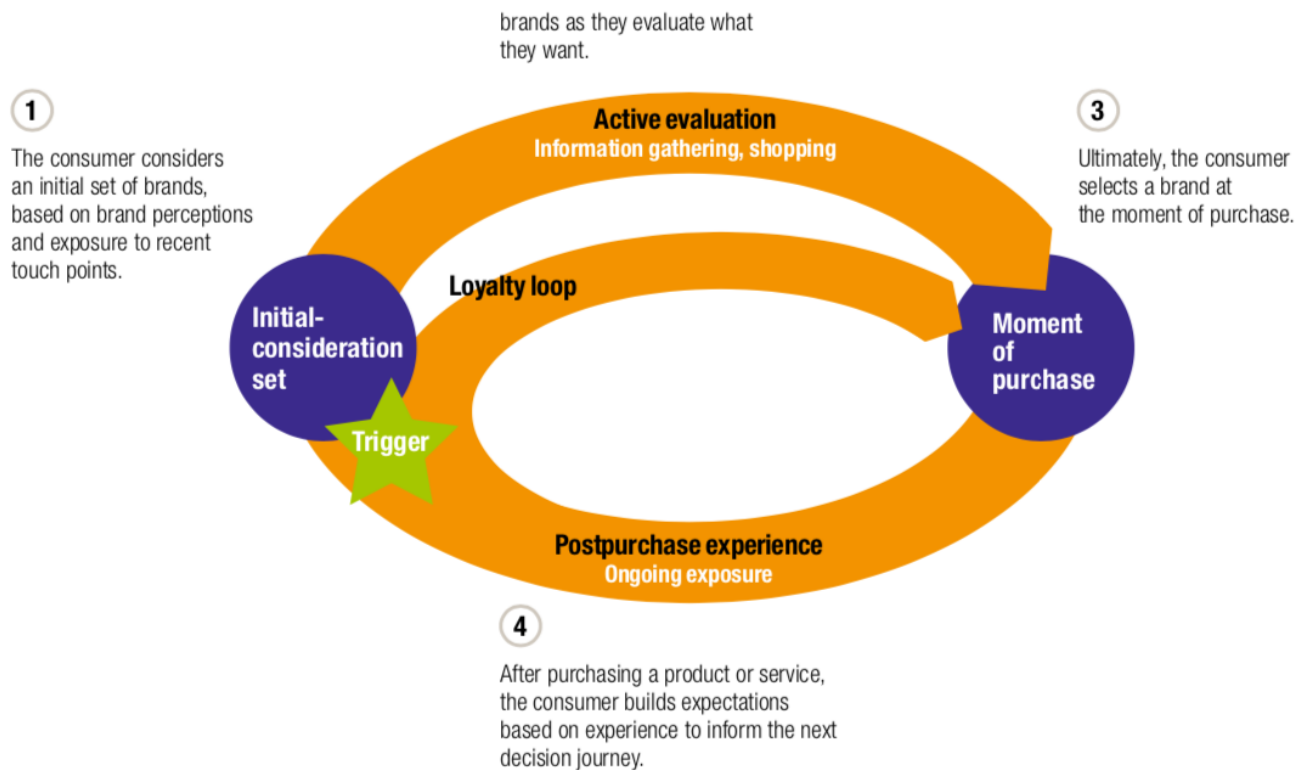 brands as they evaluate what
they want.
1
The consumer considers
an initial set of brands,
based on brand perceptions
and exposure to recent
touch points.
Active evaluation
Information gathering, shopping
3
Ultimately, the consumer
selects a brand at
the moment of purchase.
Loyalty loop
Initial-
consideration
set
Trigger
Moment
of
purchase
Postpurchase experience
Ongoing exposure
4
After purchasing a product or service,
the consumer builds expectations
based on experience to inform the next
decision journey.